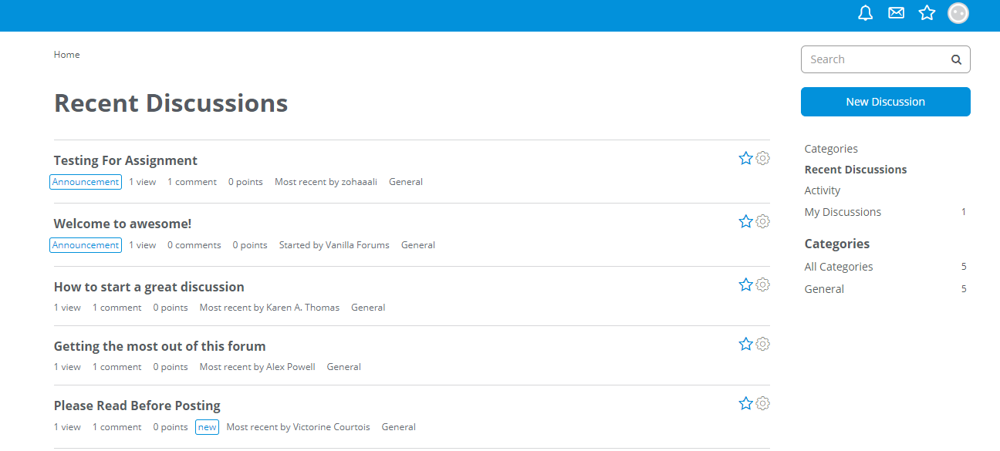 Home
Search
Recent Discussions
New Discussion
Testing For Assignment
Announcement 1 view 1 comment 0 points Most recent by zohaaali General
Welcome to awesome!
Announcement 1 view 0 comments 0 points Started by Vanilla Forums General
How to start a great discussion
1 view 1 comment 0 points Most recent by Karen A. Thomas General
Getting the most out of this forum
1 view 1 comment 0 points Most recent by Alex Powell General
Please Read Before Posting
1 view 1 comment 0 points new Most recent by Victorine Courtois General
Categories
Recent Discussions
Activity
My Discussions 1
Categories
All Categories 5
General 5